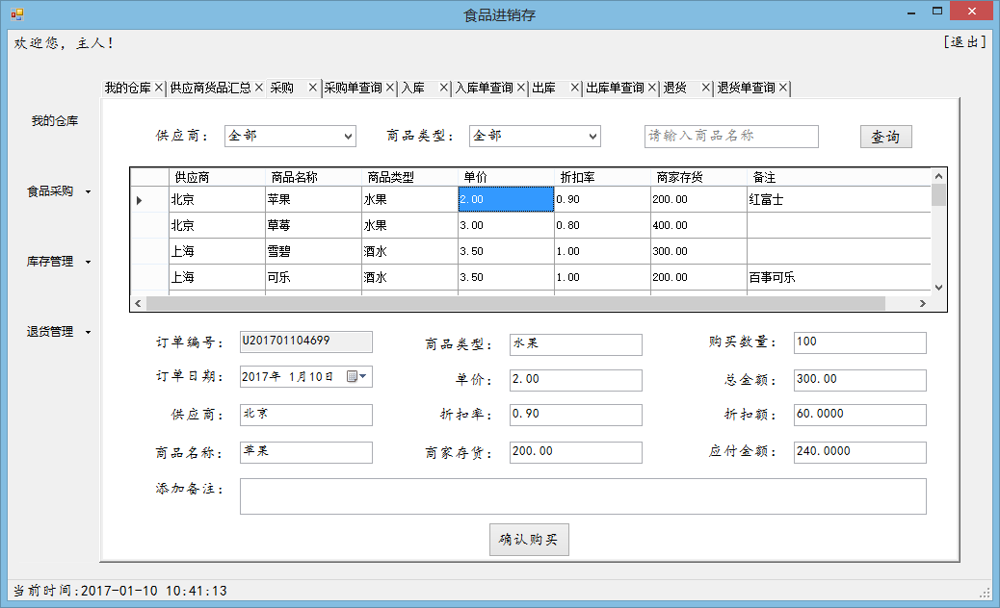 食品进销存
欢迎您, 主人!
[退出]
我的仓库 供应商货品汇总 采购 采购单查询 入库 入库单查询 出库 出库单查询 退货 退货单查询
我的仓库
食品采购
库存管理
退货管理
供应商: 全部 商品类型: 全部 请输入商品名称 查询
供应商 商品名称 商品类型 单价 折扣率 商家存货 备注
北京 苹果 水果 2.00 0.90 200.00 红富士
北京 草莓 水果 3.00 0.80 400.00
上海 雪碧 酒水 3.50 1.00 300.00
上海 可乐 酒水 3.50 1.00 200.00 百事可乐
订单编号: U201701104699 商品类型: 水果 购买数量: 100
订单日期: 2017年 1月10日 单价: 2.00 总金额: 300.00
供应商: 北京 折扣率: 0.90 折扣额: 60.0000
商品名称: 苹果 商家存货: 200.00 应付金额: 240.0000
添加备注:
确认购买
当前时间:2017-01-10 10:41:13